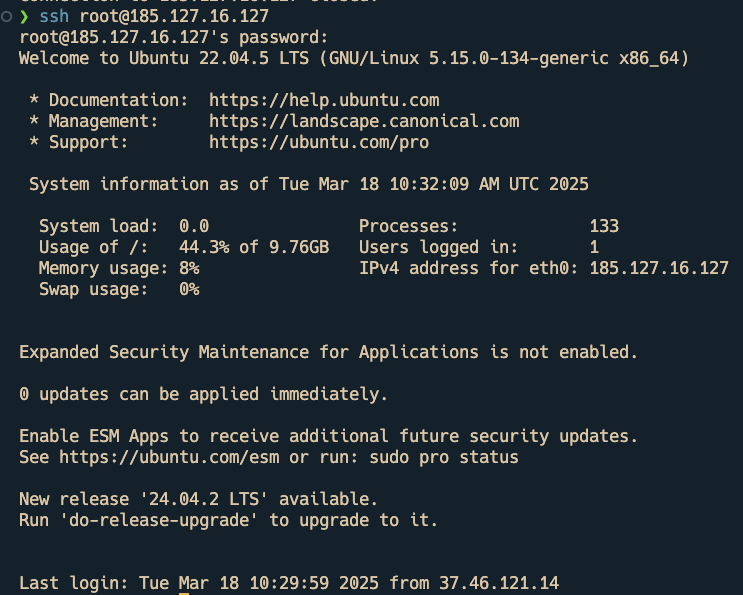 ❯ ssh root@185.127.16.127
root@185.127.16.127's password:
Welcome to Ubuntu 22.04.5 LTS (GNU/Linux 5.15.0-134-generic x86_64)
* Documentation:  https://help.ubuntu.com
* Management:     https://landscape.canonical.com
* Support:        https://ubuntu.com/pro
System information as of Tue Mar 18 10:32:09 AM UTC 2025
System load:  0.0               Processes:             133
Usage of /:   44.3% of 9.76GB   Users logged in:       1
Memory usage: 8%                IPv4 address for eth0: 185.127.16.127
Swap usage:   0%
Expanded Security Maintenance for Applications is not enabled.
0 updates can be applied immediately.
Enable ESM Apps to receive additional future security updates.
See https://ubuntu.com/esm or run: sudo pro status
New release '24.04.2 LTS' available.
Run 'do-release-upgrade' to upgrade to it.
Last login: Tue Mar 18 10:29:59 2025 from 37.46.121.14